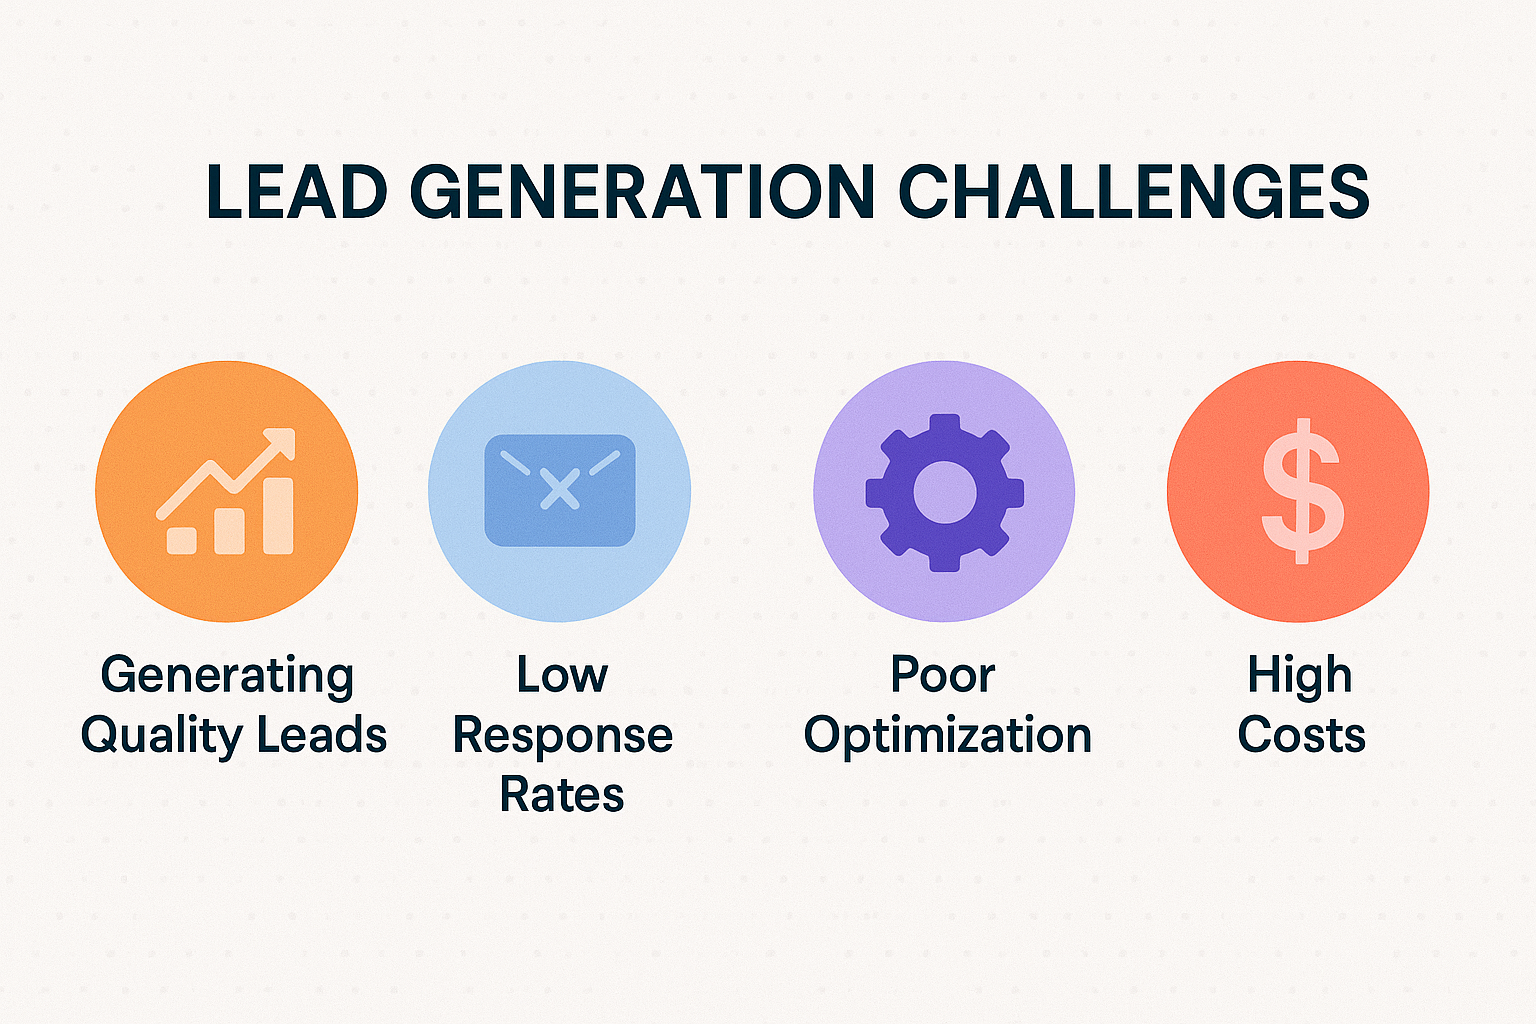 LEAD GENERATION CHALLENGES
Generating
Quality Leads
Low
Response
Rates
Poor
Optimization
$
High
Costs